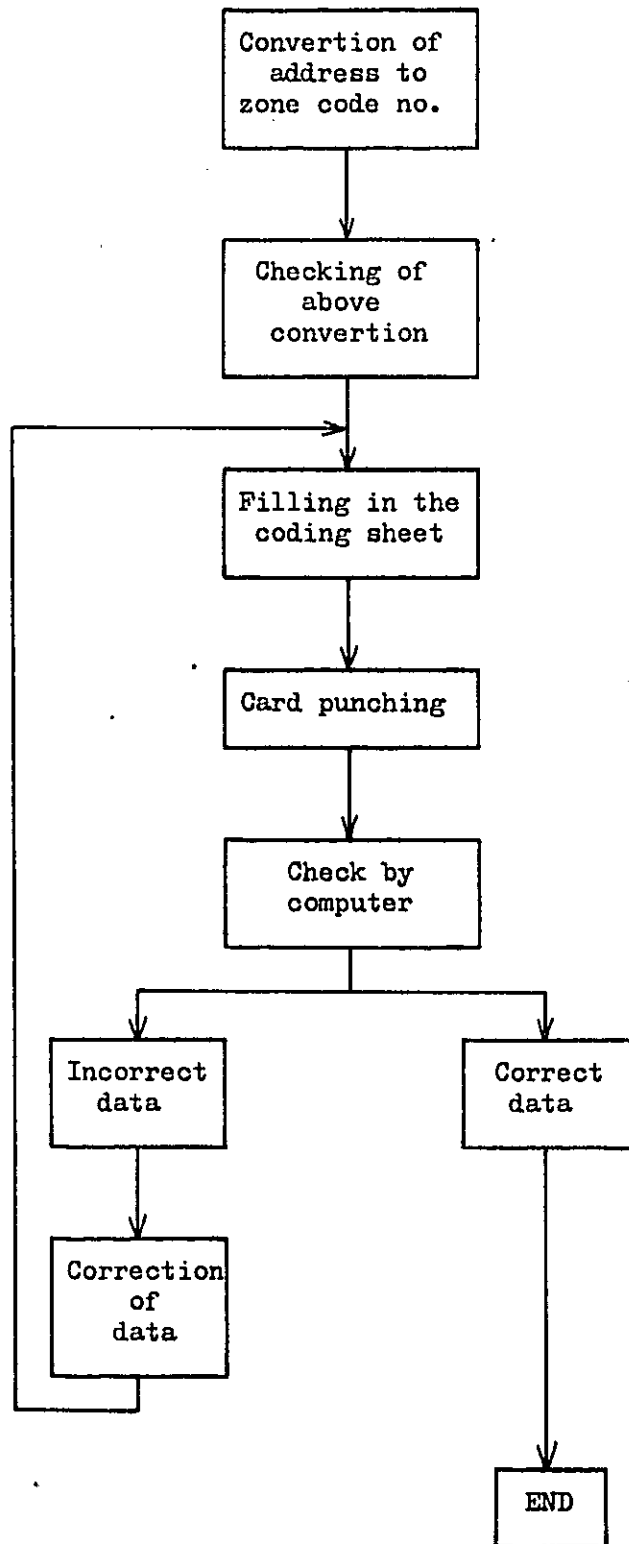 Convertion of
address to
zone code no.
Checking of
above
convertion
Filling in the
coding sheet
Card punching
Check by
computer
Incorrect
data
Correct
data
Correction
of
data
END